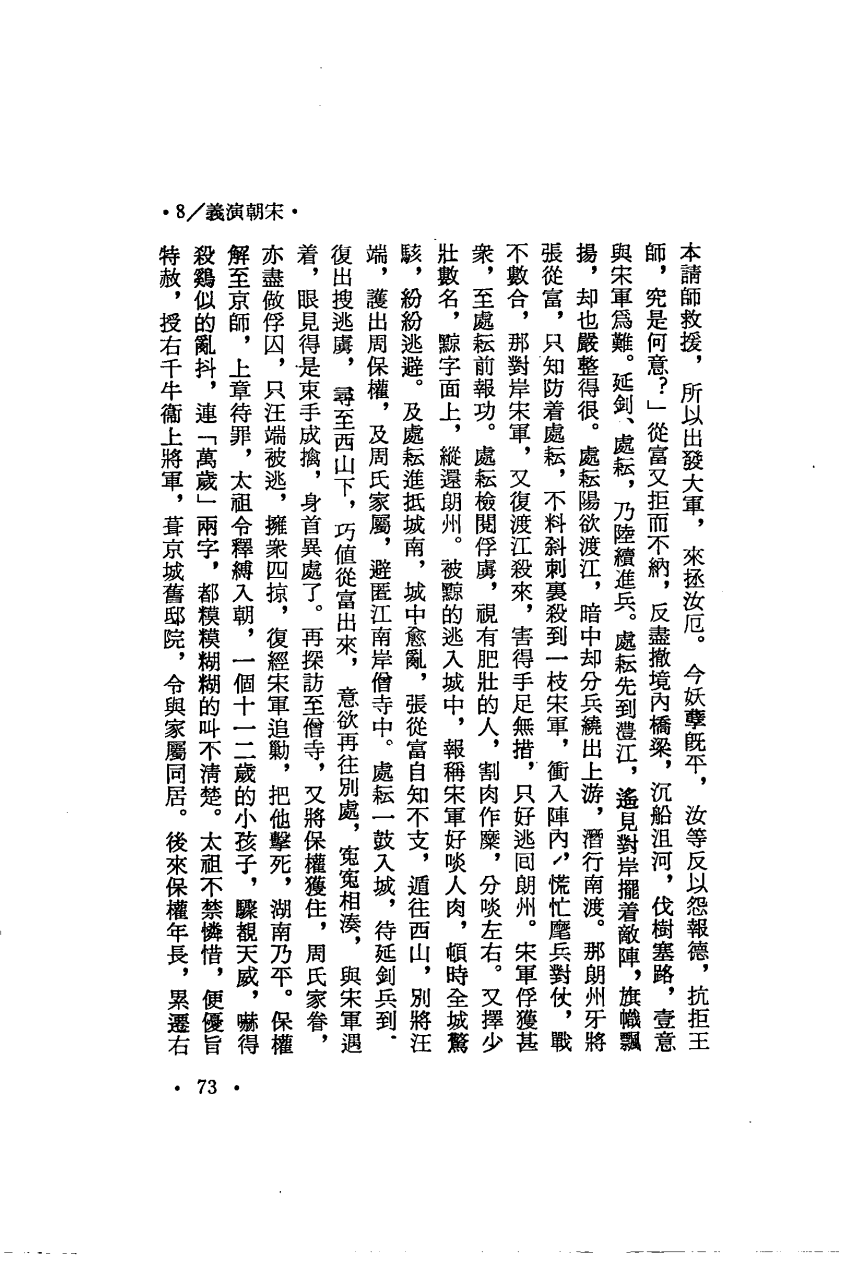 •8／義演朝宋•
本請師救援，所以出發大軍，來拯汝厄。今妖孽既平，汝等反以怨報德，抗拒王
師，究是何意？」從富又拒而不納，反盡撤境內橋梁，沉船沮河，伐樹塞路，壹意
與宋軍爲難。延釗、處耘，乃陸續進兵。處耘先到澧江，遙見對岸擺着敵陣，旗幟飄
揚，却也嚴整得很。處耘陽欲渡江，暗中却分兵繞出上游，潛行南渡。那朗州牙將
張從富，只知防着處耘，不料斜刺裏殺到一枝宋軍，衝入陣內，慌忙麾兵對仗，戰
不數合，那對岸宋軍，又復渡江殺來，害得手足無措，只好逃回朗州。宋軍俘獲甚
衆，至處耘前報功。處耘檢閱俘虜，視有肥壯的人，割肉作糜，分啖左右。又擇少
壯數名，黥字面上，縱還朗州。被黥的逃入城中，報稱宋軍好啖人肉，頓時全城驚
駭，紛紛逃避。及處耘進抵城南，城中愈亂，張從富自知不支，遁往西山，別將汪
端，護出周保權，及周氏家屬，避匿江南岸僧寺中。處耘一鼓入城，待延釗兵到，
復出搜逃虜，尋至西山下，巧值從富出來，意欲再往別處，寃寃相湊，與宋軍遇
着，眼見得是束手成擒，身首異處了。再探訪至僧寺，又將保權獲住，周氏家眷，
亦盡做俘囚，只汪端被逃，擁衆四掠，復經宋軍追勦，把他擊死，湖南乃平。保權
解至京師，上章待罪，太祖令釋縛入朝，一個十一二歲的小孩子，驟覩天威，嚇得
殺鷄似的亂抖，連「萬歲」兩字，都糢糢糊糊的叫不清楚。太祖不禁憐惜，便優旨
特赦，授右千牛衞上將軍，葺京城舊邸院，令與家屬同居。後來保權年長，累遷右
•73•